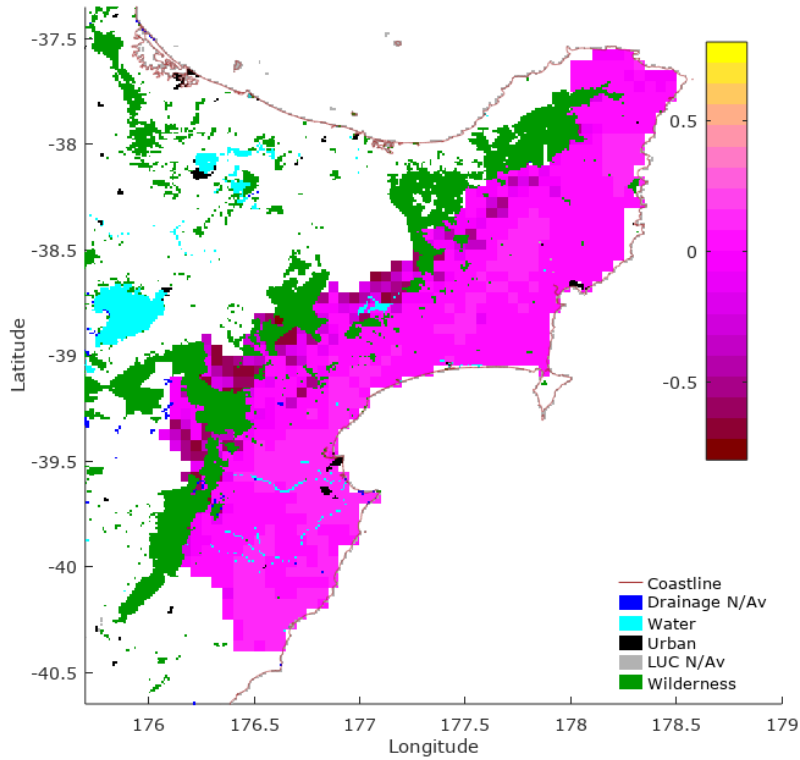 -37.5
-38
-38.5
-39
-39.5
-40
-40.5
Latitude
176
176.5
177
177.5
178
178.5
179
Longitude
0.5
0
-0.5
Coastline
Drainage N/Av
Water
Urban
LUC N/Av
Wilderness